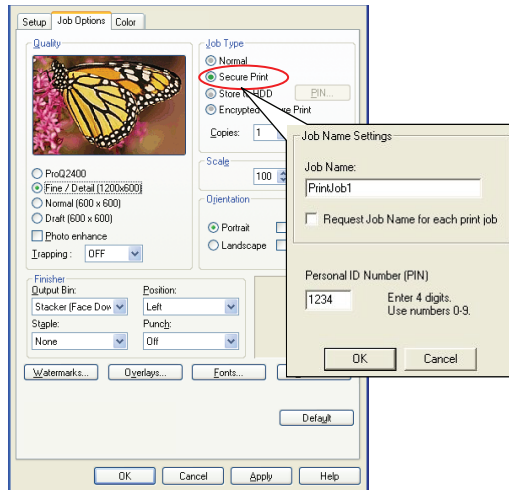 Setup Job Options Color
Quality
ProQ2400
Fine / Detail (1200x600)
Normal (600 x 600)
Draft (600 x 600)
Photo enhance
Trapping : OFF
Job Type
Normal
Secure Print
Store HDD PIN...
Encrypted Print
Copies: 1
Scale
100
Orientation
Portrait
Landscape
Finisher
Output Bin: Position:
Stacker (Face Dow Left
Staple: Punch:
None Off
Watermarks... Overlays... Fonts...
Default
OK Cancel Apply Help
Job Name Settings
Job Name:
PrintJob1
Request Job Name for each print job
Personal ID Number (PIN)
1234 Enter 4 digits.
Use numbers 0-9.
OK Cancel